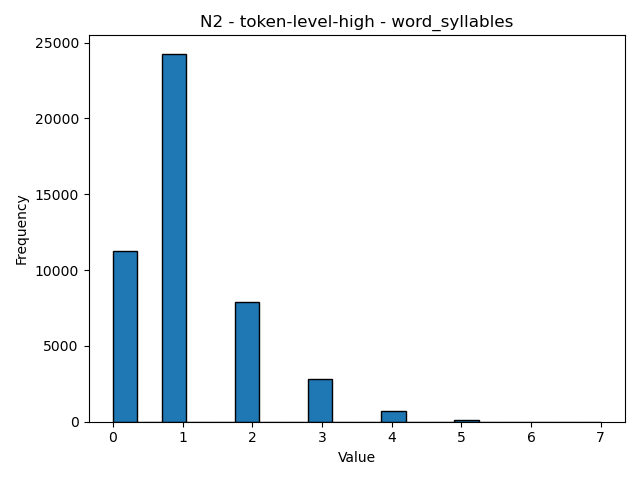 N2 - token-level-high - word_syllables
Frequency
25000
20000
15000
10000
5000
0
0 1 2 3 4 5 6 7
Value